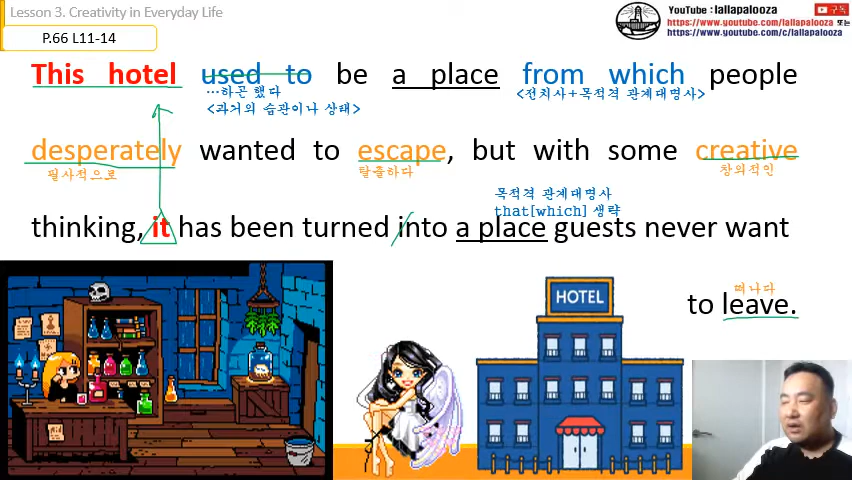 Lesson 3. Creativity in Everyday Life
YouTube : lallapalooza
구독
https://www.youtube.com/lallapalooza 또는
https://www.youtube.com/c/lallapalooza
P.66 L11-14
This hotel used to be a place from which people
…하곤 했다
<전치사+목적격 관계대명사>
<과거의 습관이나 상태>
desperately wanted to escape, but with some creative
필사적으로
탈출하다
창의적인
목적격 관계대명사
that[which] 생략
thinking, it has been turned into a place guests never want
떠나다
to leave.
HOTEL